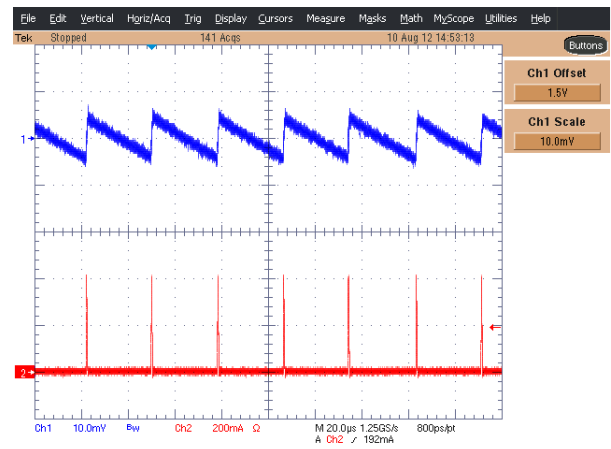 File Edit Vertical Horiz/Acq Trig Display Cursors Measure Masks Math MyScope Utilities Help
Tek Stopped 141 Acqs 10 Aug 12 14:53:13
Buttons
Ch1 Offset
1.5V
Ch1 Scale
10.0mV
1
2
Ch1 10.0mV BW Ch2 200mA Ω M 20.0µs 1.25GS/s 800ps/pt
A Ch2 192mA